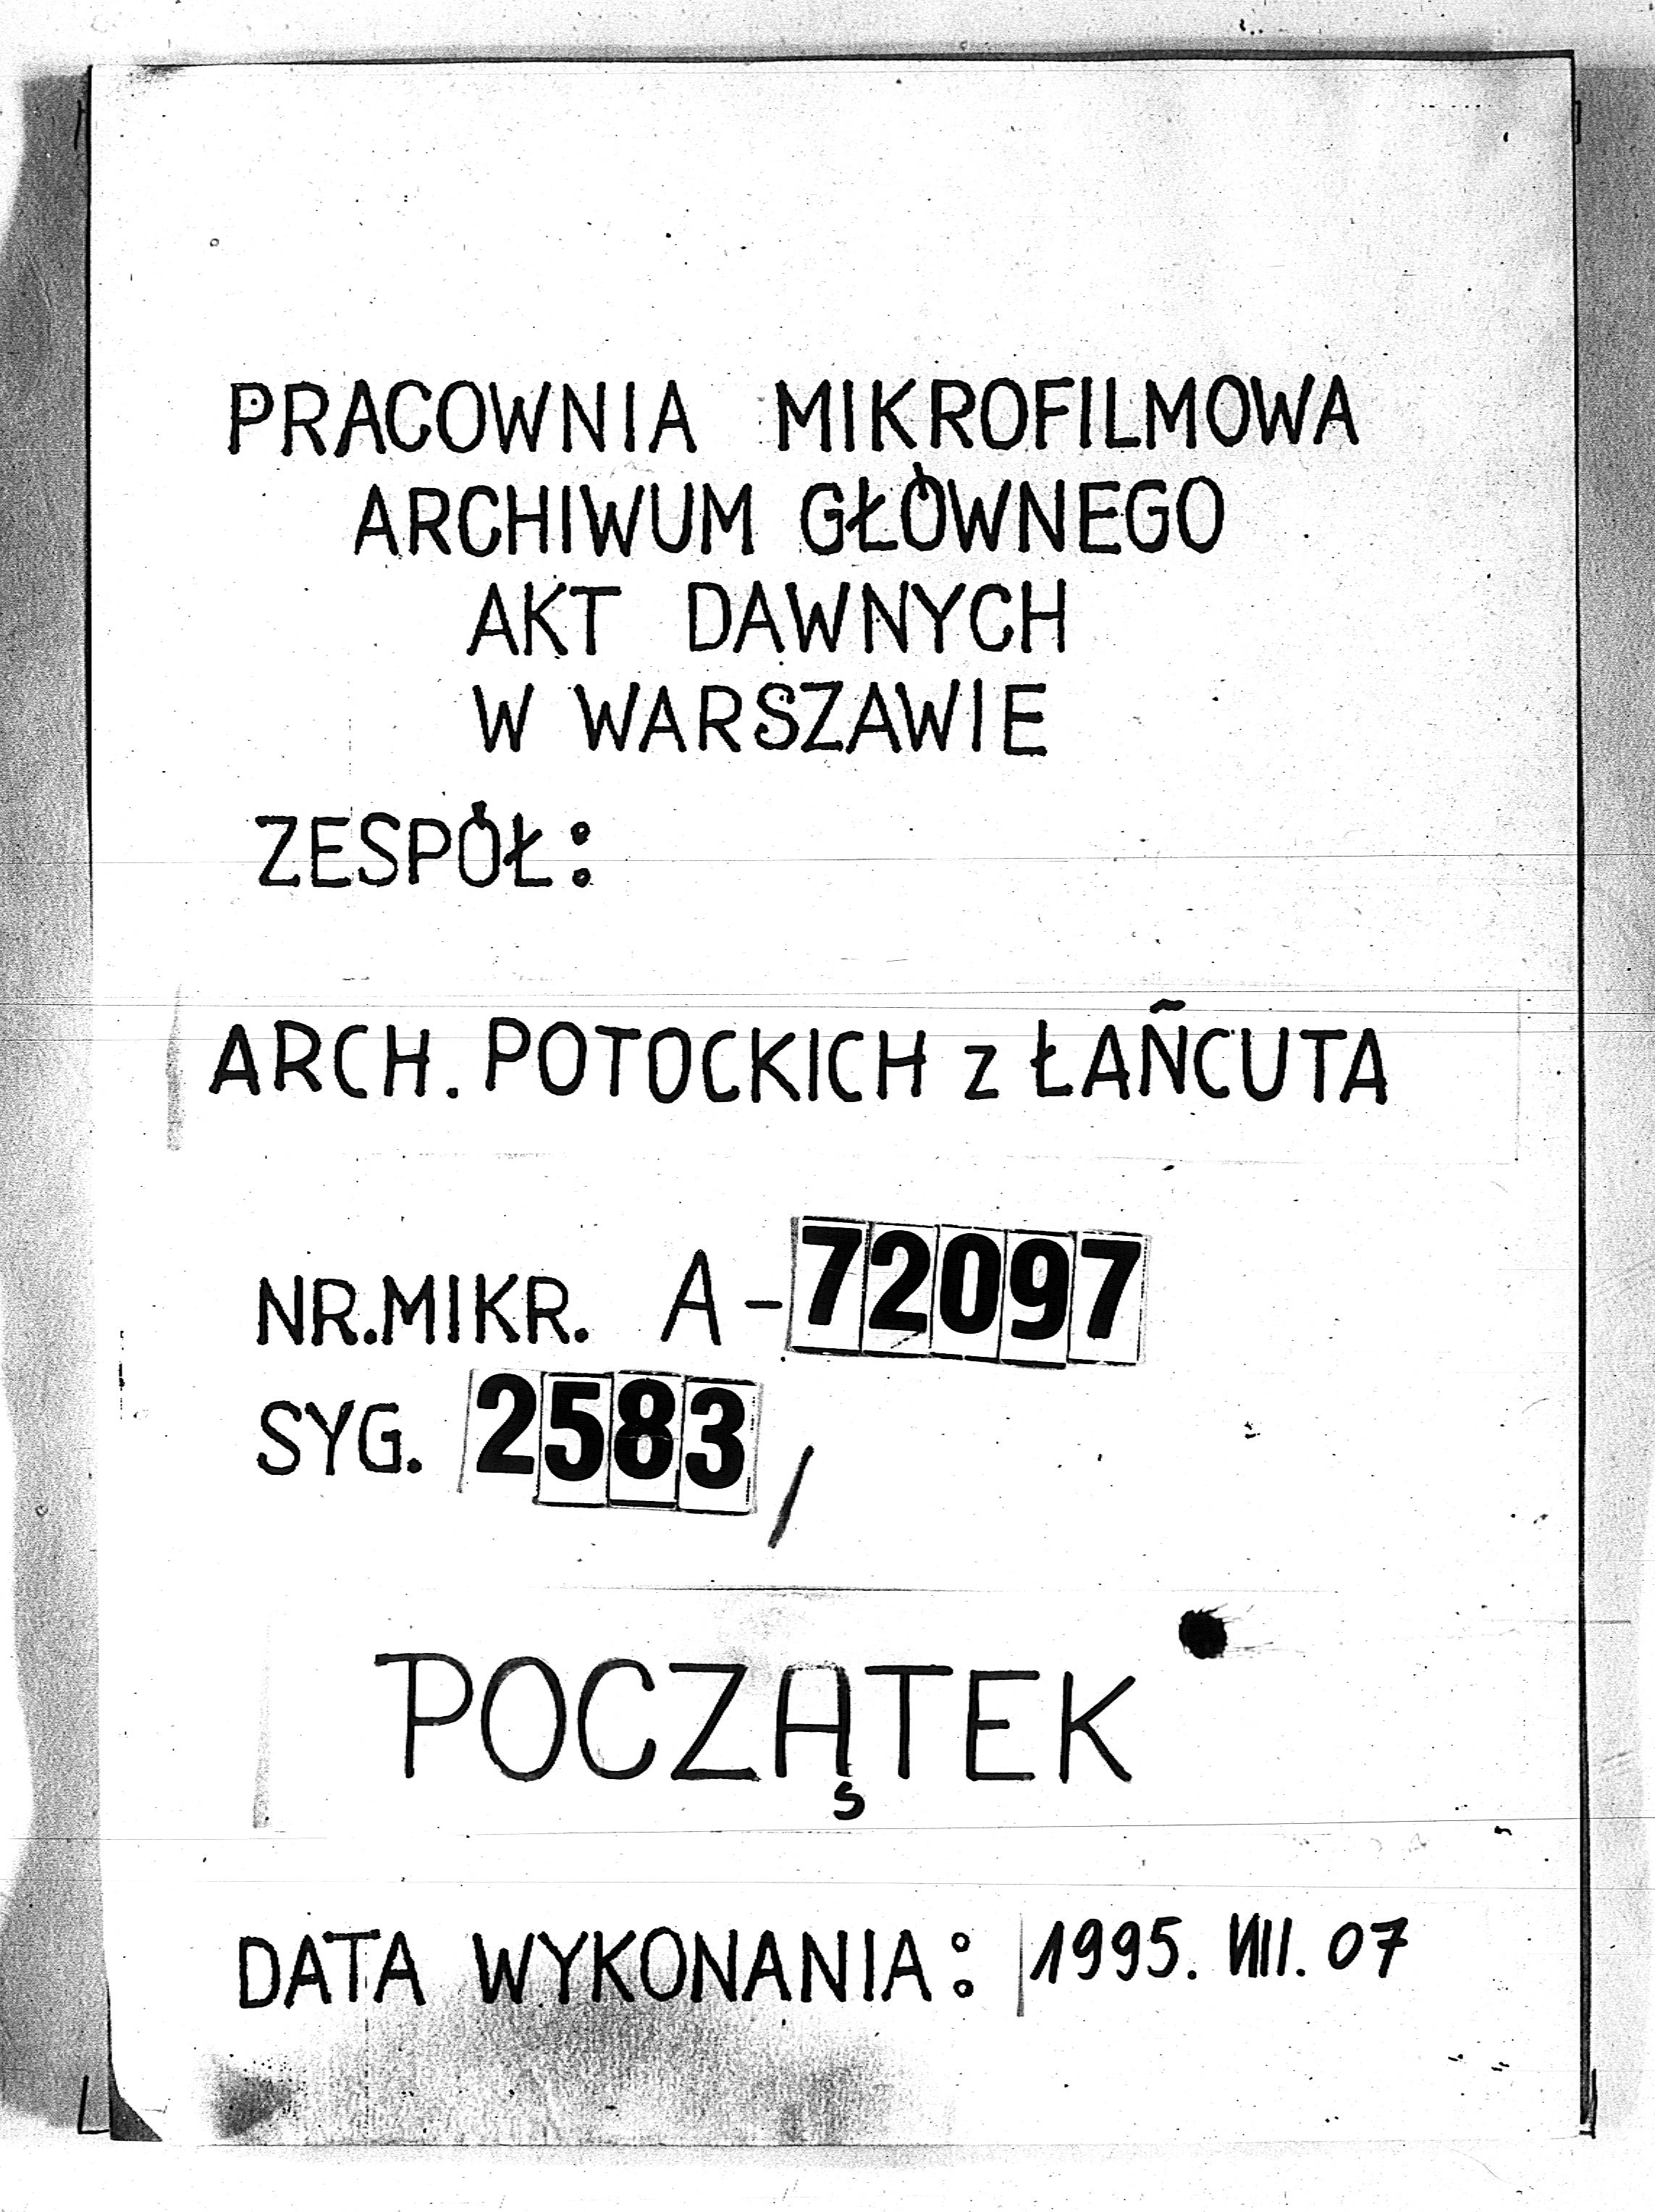 PRACOWNIA MIKROFILMOWA
ARCHIWUM GŁÓWNEGO
AKT DAWNYCH
W WARSZAWIE
ZESPÓŁ:
ARCH. POTOCKICH z ŁAŃCUTA
NR.MIKR. A-72097
SYG. 2583/
POCZĄTEK
DATA WYKONANIA: 1995. VIII. 07